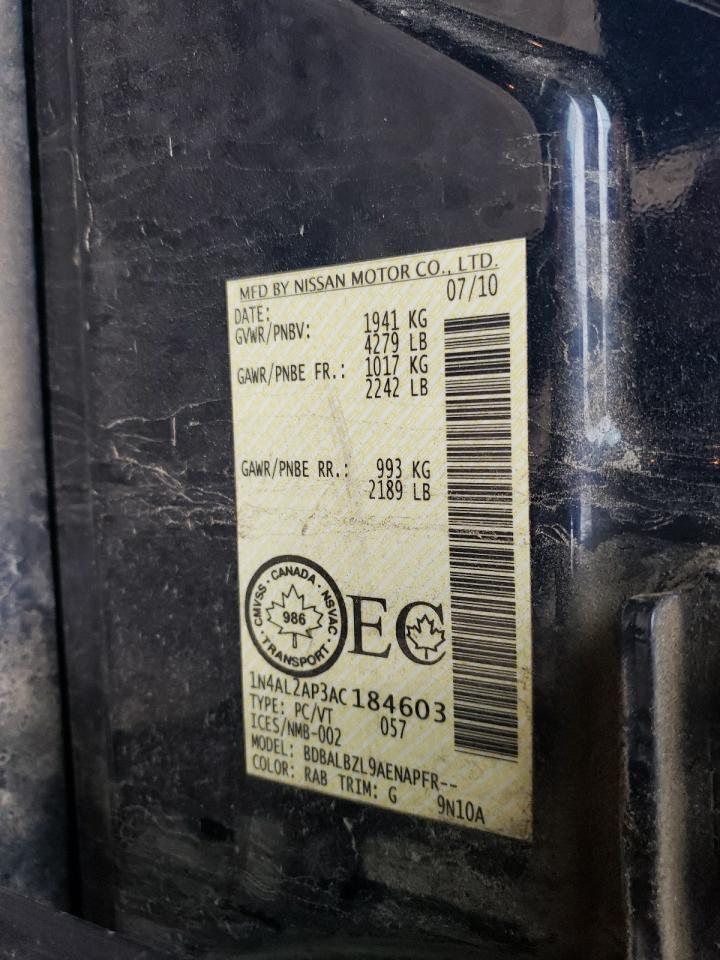 MFD BY NISSAN MOTOR CO., LTD.
DATE: 07/10
GVWR/PNBV: 1941 KG
4279 LB
GAWR/PNBE FR.: 1017 KG
2242 LB
GAWR/PNBE RR.: 993 KG
2189 LB
CANADA · NSVAC · TRANSPORT · CMVSS ·
986
EC
1N4AL2AP3AC184603
TYPE: PC/VT 057
ICES/NMB-002
MODEL: BDBALBZL9AENAPFR--
COLOR: RAB TRIM: G 9N10A